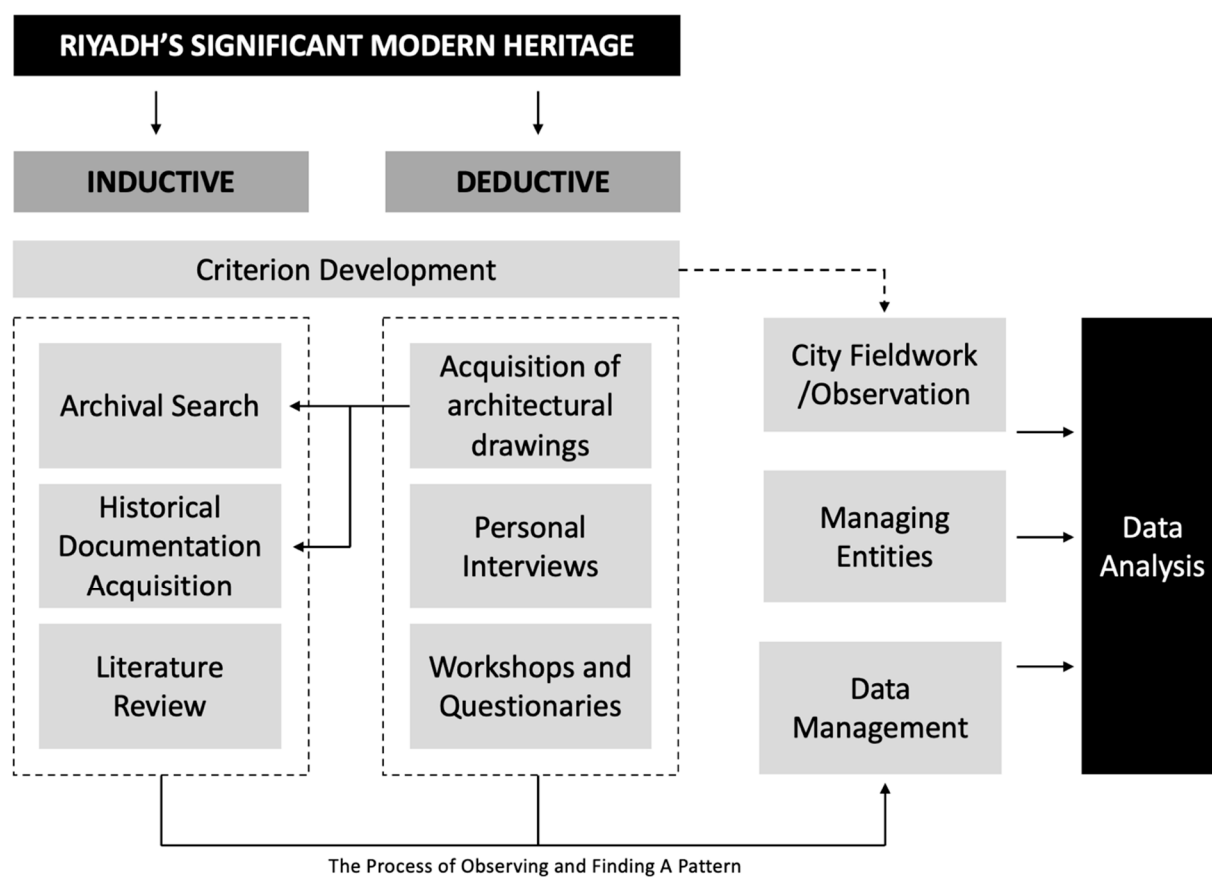 RIYADH’S SIGNIFICANT MODERN HERITAGE
INDUCTIVE
DEDUCTIVE
Criterion Development
Archival Search
Historical
Documentation
Acquisition
Literature
Review
Acquisition of
architectural
drawings
Personal
Interviews
Workshops and
Questionaries
City Fieldwork
/Observation
Managing
Entities
Data
Management
Data
Analysis
The Process of Observing and Finding A Pattern